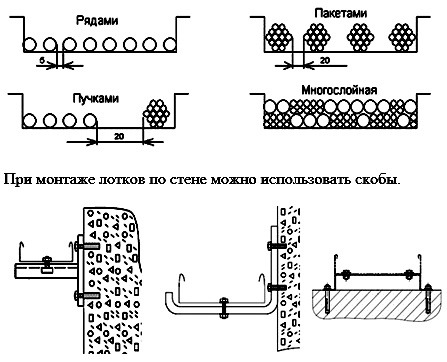 Рядами
Пакетами
5
20
Пучками
Многослойная
20
При монтаже лотков по стене можно использовать скобы.